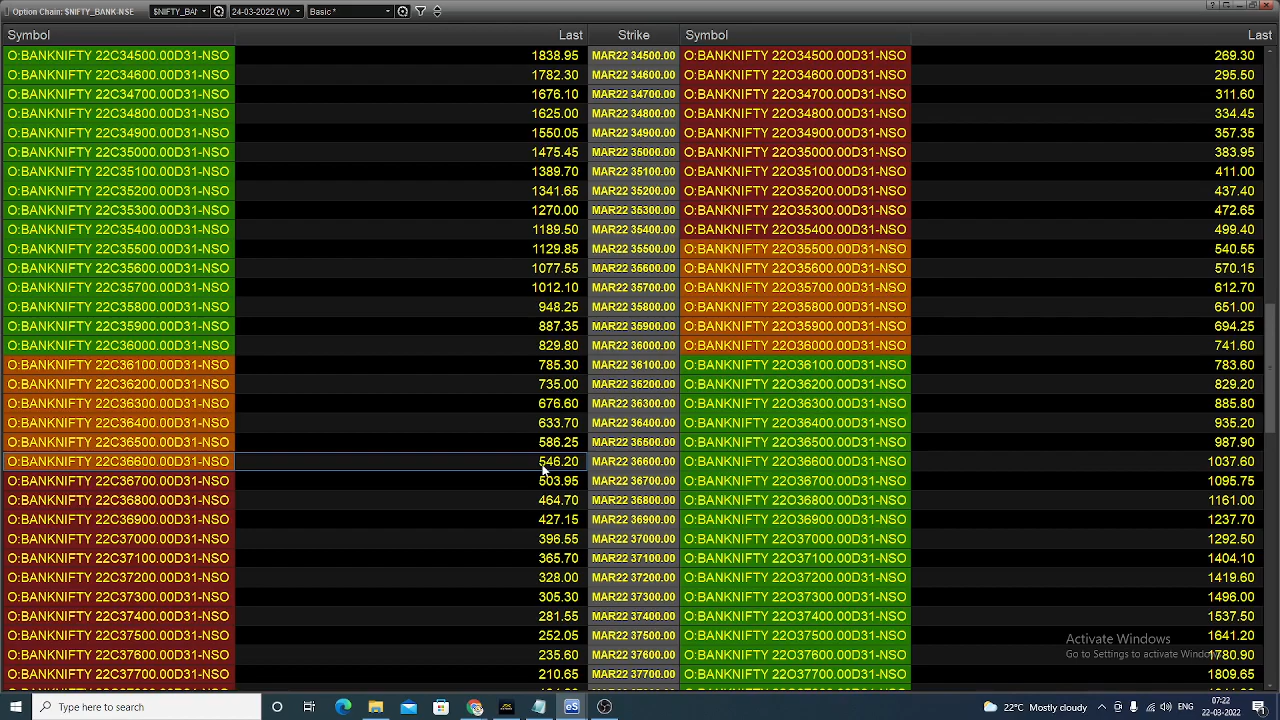 Option Chain: $NIFTY_BANK-NSE $NIFTY_BAI 24-03-2022 (W) Basic *
Symbol Last Strike Symbol Last
O:BANKNIFTY 22C34500.00D31-NSO 1838.95 MAR22 34500.00 O:BANKNIFTY 22O34500.00D31-NSO 269.30
O:BANKNIFTY 22C34600.00D31-NSO 1782.30 MAR22 34600.00 O:BANKNIFTY 22O34600.00D31-NSO 295.50
O:BANKNIFTY 22C34700.00D31-NSO 1676.10 MAR22 34700.00 O:BANKNIFTY 22O34700.00D31-NSO 311.60
O:BANKNIFTY 22C34800.00D31-NSO 1625.00 MAR22 34800.00 O:BANKNIFTY 22O34800.00D31-NSO 334.45
O:BANKNIFTY 22C34900.00D31-NSO 1550.05 MAR22 34900.00 O:BANKNIFTY 22O34900.00D31-NSO 357.35
O:BANKNIFTY 22C35000.00D31-NSO 1475.45 MAR22 35000.00 O:BANKNIFTY 22O35000.00D31-NSO 383.95
O:BANKNIFTY 22C35100.00D31-NSO 1389.70 MAR22 35100.00 O:BANKNIFTY 22O35100.00D31-NSO 411.00
O:BANKNIFTY 22C35200.00D31-NSO 1341.65 MAR22 35200.00 O:BANKNIFTY 22O35200.00D31-NSO 437.40
O:BANKNIFTY 22C35300.00D31-NSO 1270.00 MAR22 35300.00 O:BANKNIFTY 22O35300.00D31-NSO 472.65
O:BANKNIFTY 22C35400.00D31-NSO 1189.50 MAR22 35400.00 O:BANKNIFTY 22O35400.00D31-NSO 499.40
O:BANKNIFTY 22C35500.00D31-NSO 1129.85 MAR22 35500.00 O:BANKNIFTY 22O35500.00D31-NSO 540.55
O:BANKNIFTY 22C35600.00D31-NSO 1077.55 MAR22 35600.00 O:BANKNIFTY 22O35600.00D31-NSO 570.15
O:BANKNIFTY 22C35700.00D31-NSO 1012.10 MAR22 35700.00 O:BANKNIFTY 22O35700.00D31-NSO 612.70
O:BANKNIFTY 22C35800.00D31-NSO 948.25 MAR22 35800.00 O:BANKNIFTY 22O35800.00D31-NSO 651.00
O:BANKNIFTY 22C35900.00D31-NSO 887.35 MAR22 35900.00 O:BANKNIFTY 22O35900.00D31-NSO 694.25
O:BANKNIFTY 22C36000.00D31-NSO 829.80 MAR22 36000.00 O:BANKNIFTY 22O36000.00D31-NSO 741.60
O:BANKNIFTY 22C36100.00D31-NSO 785.30 MAR22 36100.00 O:BANKNIFTY 22O36100.00D31-NSO 783.60
O:BANKNIFTY 22C36200.00D31-NSO 735.00 MAR22 36200.00 O:BANKNIFTY 22O36200.00D31-NSO 829.20
O:BANKNIFTY 22C36300.00D31-NSO 676.60 MAR22 36300.00 O:BANKNIFTY 22O36300.00D31-NSO 885.80
O:BANKNIFTY 22C36400.00D31-NSO 633.70 MAR22 36400.00 O:BANKNIFTY 22O36400.00D31-NSO 935.20
O:BANKNIFTY 22C36500.00D31-NSO 586.25 MAR22 36500.00 O:BANKNIFTY 22O36500.00D31-NSO 987.90
O:BANKNIFTY 22C36600.00D31-NSO 546.20 MAR22 36600.00 O:BANKNIFTY 22O36600.00D31-NSO 1037.60
O:BANKNIFTY 22C36700.00D31-NSO 503.95 MAR22 36700.00 O:BANKNIFTY 22O36700.00D31-NSO 1095.75
O:BANKNIFTY 22C36800.00D31-NSO 464.70 MAR22 36800.00 O:BANKNIFTY 22O36800.00D31-NSO 1161.00
O:BANKNIFTY 22C36900.00D31-NSO 427.15 MAR22 36900.00 O:BANKNIFTY 22O36900.00D31-NSO 1237.70
O:BANKNIFTY 22C37000.00D31-NSO 396.55 MAR22 37000.00 O:BANKNIFTY 22O37000.00D31-NSO 1292.50
O:BANKNIFTY 22C37100.00D31-NSO 365.70 MAR22 37100.00 O:BANKNIFTY 22O37100.00D31-NSO 1404.10
O:BANKNIFTY 22C37200.00D31-NSO 328.00 MAR22 37200.00 O:BANKNIFTY 22O37200.00D31-NSO 1419.60
O:BANKNIFTY 22C37300.00D31-NSO 305.30 MAR22 37300.00 O:BANKNIFTY 22O37300.00D31-NSO 1496.00
O:BANKNIFTY 22C37400.00D31-NSO 281.55 MAR22 37400.00 O:BANKNIFTY 22O37400.00D31-NSO 1537.50
O:BANKNIFTY 22C37500.00D31-NSO 252.05 MAR22 37500.00 O:BANKNIFTY 22O37500.00D31-NSO 1641.20
O:BANKNIFTY 22C37600.00D31-NSO 235.60 MAR22 37600.00 O:BANKNIFTY 22O37600.00D31-NSO 1780.90
O:BANKNIFTY 22C37700.00D31-NSO 210.65 MAR22 37700.00 O:BANKNIFTY 22O37700.00D31-NSO 1809.65
Activate Windows
Go to Settings to activate Windows
Type here to search eS 22°C Mostly cloudy ENG 07:22
22-03-2022